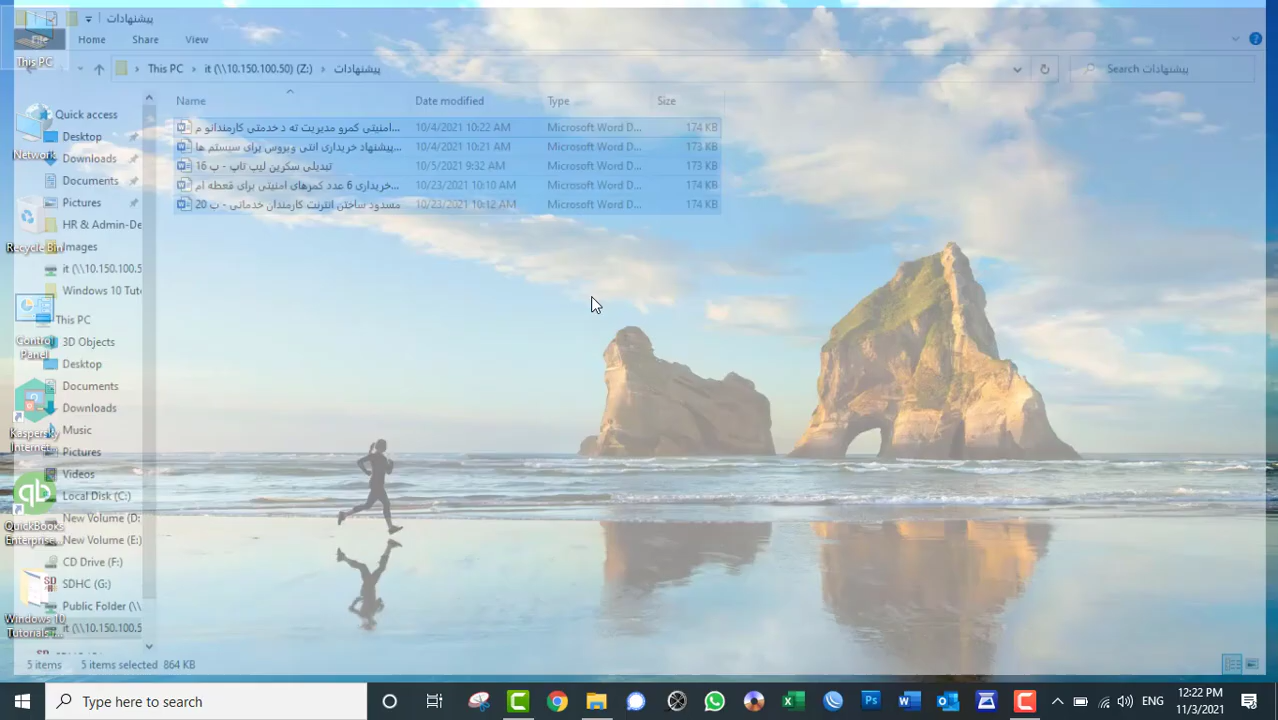 پیشنهادات
File
Home
Share
View
This PC
it (\\10.150.100.50) (Z:)
پیشنهادات
Search پیشنهادات
Name
Date modified
Type
Size
...امنیتی کمرو مدیریت ته د خدمتی کارمندانو م
10/4/2021 10:22 AM
Microsoft Word D...
174 KB
...پیشنهاد خریداری انتی ویروس برای سیستم ها
10/4/2021 10:21 AM
Microsoft Word D...
173 KB
تبدیلی سکرین لیپ تاپ - پ 16
10/5/2021 9:32 AM
Microsoft Word D...
173 KB
...خریداری 6 عدد کمرهای امنیتی برای قطعه ام
10/23/2021 10:10 AM
Microsoft Word D...
174 KB
مسدود ساختن انترنت کارمندان خدماتی - پ 20
10/23/2021 10:12 AM
Microsoft Word D...
174 KB
Quick access
Desktop
Downloads
Documents
Pictures
HR & Admin-De
Images
it (\\10.150.100.5
Windows 10 Tut
This PC
3D Objects
Desktop
Documents
Downloads
Music
Pictures
Videos
Local Disk (C:)
New Volume (D:
New Volume (E:)
CD Drive (F:)
SDHC (G:)
Public Folder (\\
it (\\10.150.100.5
5 items
5 items selected
864 KB
This PC
Network
Recycle Bin
Control
Panel
Kaspersky
Internet...
QuickBooks
Enterprise...
Windows 10
Tutorials
Type here to search
ENG
12:22 PM
11/3/2021